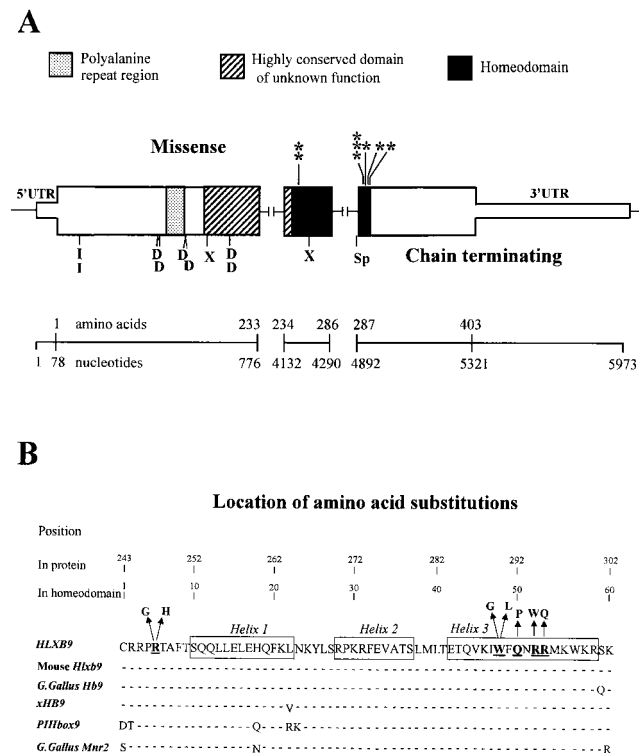 A
Polyalanine repeat region
Highly conserved domain of unknown function
Homeodomain
Missense
** *** * **
5'UTR
3'UTR
I I D D D D X D D X Sp
Chain terminating
1 amino acids 233 234 286 287 403
1 78 nucleotides 776 4132 4290 4892 5321 5973
B
Location of amino acid substitutions
Position
In protein 243 252 262 272 282 292 302
In homeodomain 1 10 20 30 40 50 60
G H G L P W Q
Helix 1 Helix 2 Helix 3
HLXB9 CRRPRTAFTSQQLLELEHQFKLNKYLSRPKRFEVATSLMLTETQVKIWFQNRRMKWKRSK
Mouse Hlxb9
G.Gallus Hb9 Q
xHB9 V
PIHbox9 DT Q RK
G.Gallus Mnr2 S N R